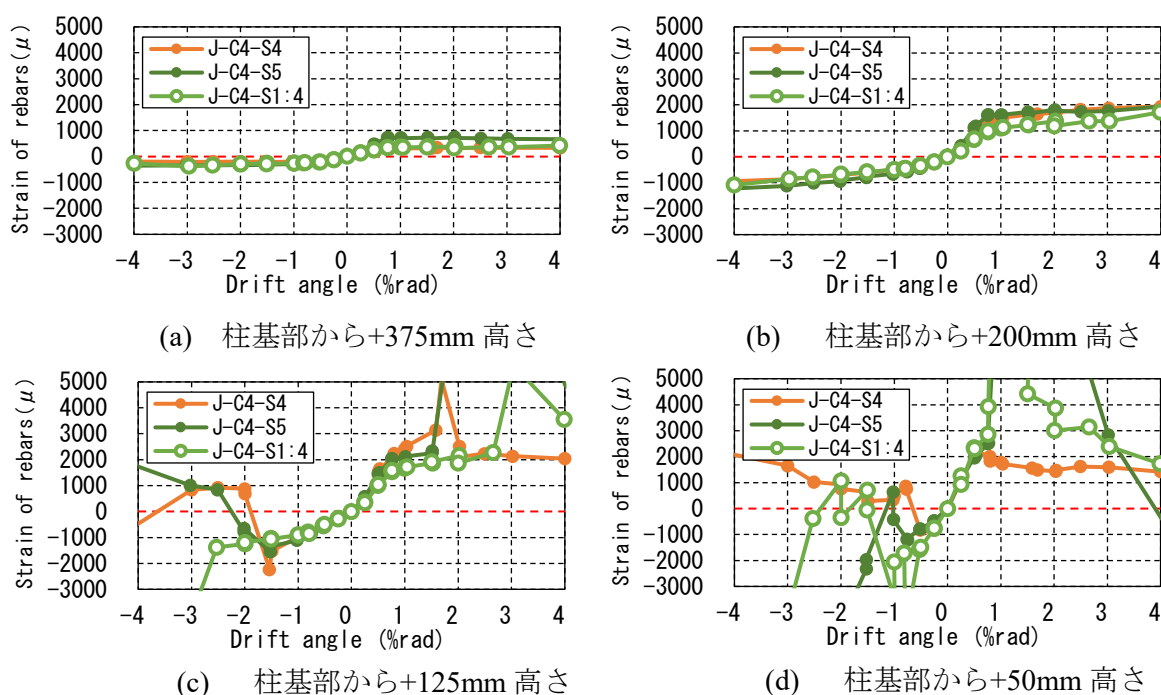 5000
4000
3000
2000
1000
0
-1000
-2000
-3000
Strain of rebars(μ)
J-C4-S4
J-C4-S5
J-C4-S1:4
-4 -3 -2 -1 0 1 2 3 4
Drift angle (%rad)
(a) 柱基部から+375mm 高さ
5000
4000
3000
2000
1000
0
-1000
-2000
-3000
Strain of rebars(μ)
J-C4-S4
J-C4-S5
J-C4-S1:4
-4 -3 -2 -1 0 1 2 3 4
Drift angle (%rad)
(b) 柱基部から+200mm 高さ
5000
4000
3000
2000
1000
0
-1000
-2000
-3000
Strain of rebars(μ)
J-C4-S4
J-C4-S5
J-C4-S1:4
-4 -3 -2 -1 0 1 2 3 4
Drift angle (%rad)
(c) 柱基部から+125mm 高さ
5000
4000
3000
2000
1000
0
-1000
-2000
-3000
Strain of rebars(μ)
J-C4-S4
J-C4-S5
J-C4-S1:4
-4 -3 -2 -1 0 1 2 3 4
Drift angle (%rad)
(d) 柱基部から+50mm 高さ